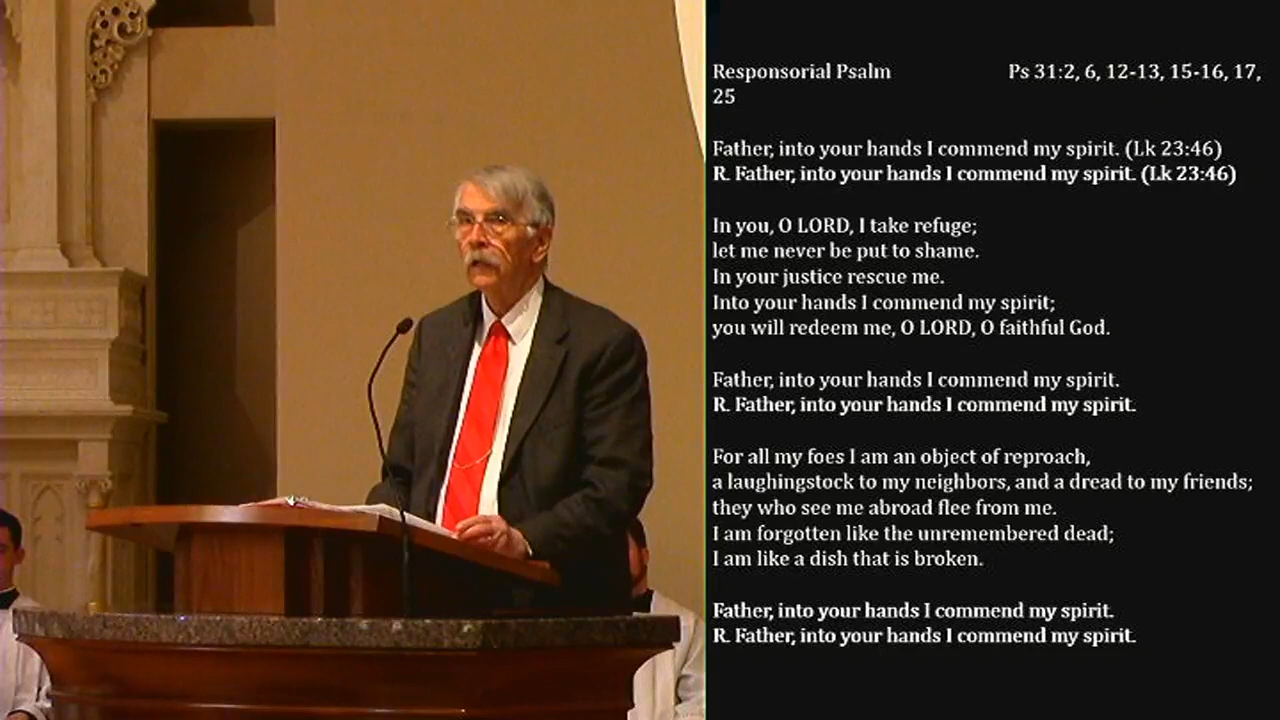 Responsorial Psalm Ps 31:2, 6, 12-13, 15-16, 17,
25
Father, into your hands I commend my spirit. (Lk 23:46)
R. Father, into your hands I commend my spirit. (Lk 23:46)
In you, O LORD, I take refuge;
let me never be put to shame.
In your justice rescue me.
Into your hands I commend my spirit;
you will redeem me, O LORD, O faithful God.
Father, into your hands I commend my spirit.
R. Father, into your hands I commend my spirit.
For all my foes I am an object of reproach,
a laughingstock to my neighbors, and a dread to my friends;
they who see me abroad flee from me.
I am forgotten like the unremembered dead;
I am like a dish that is broken.
Father, into your hands I commend my spirit.
R. Father, into your hands I commend my spirit.